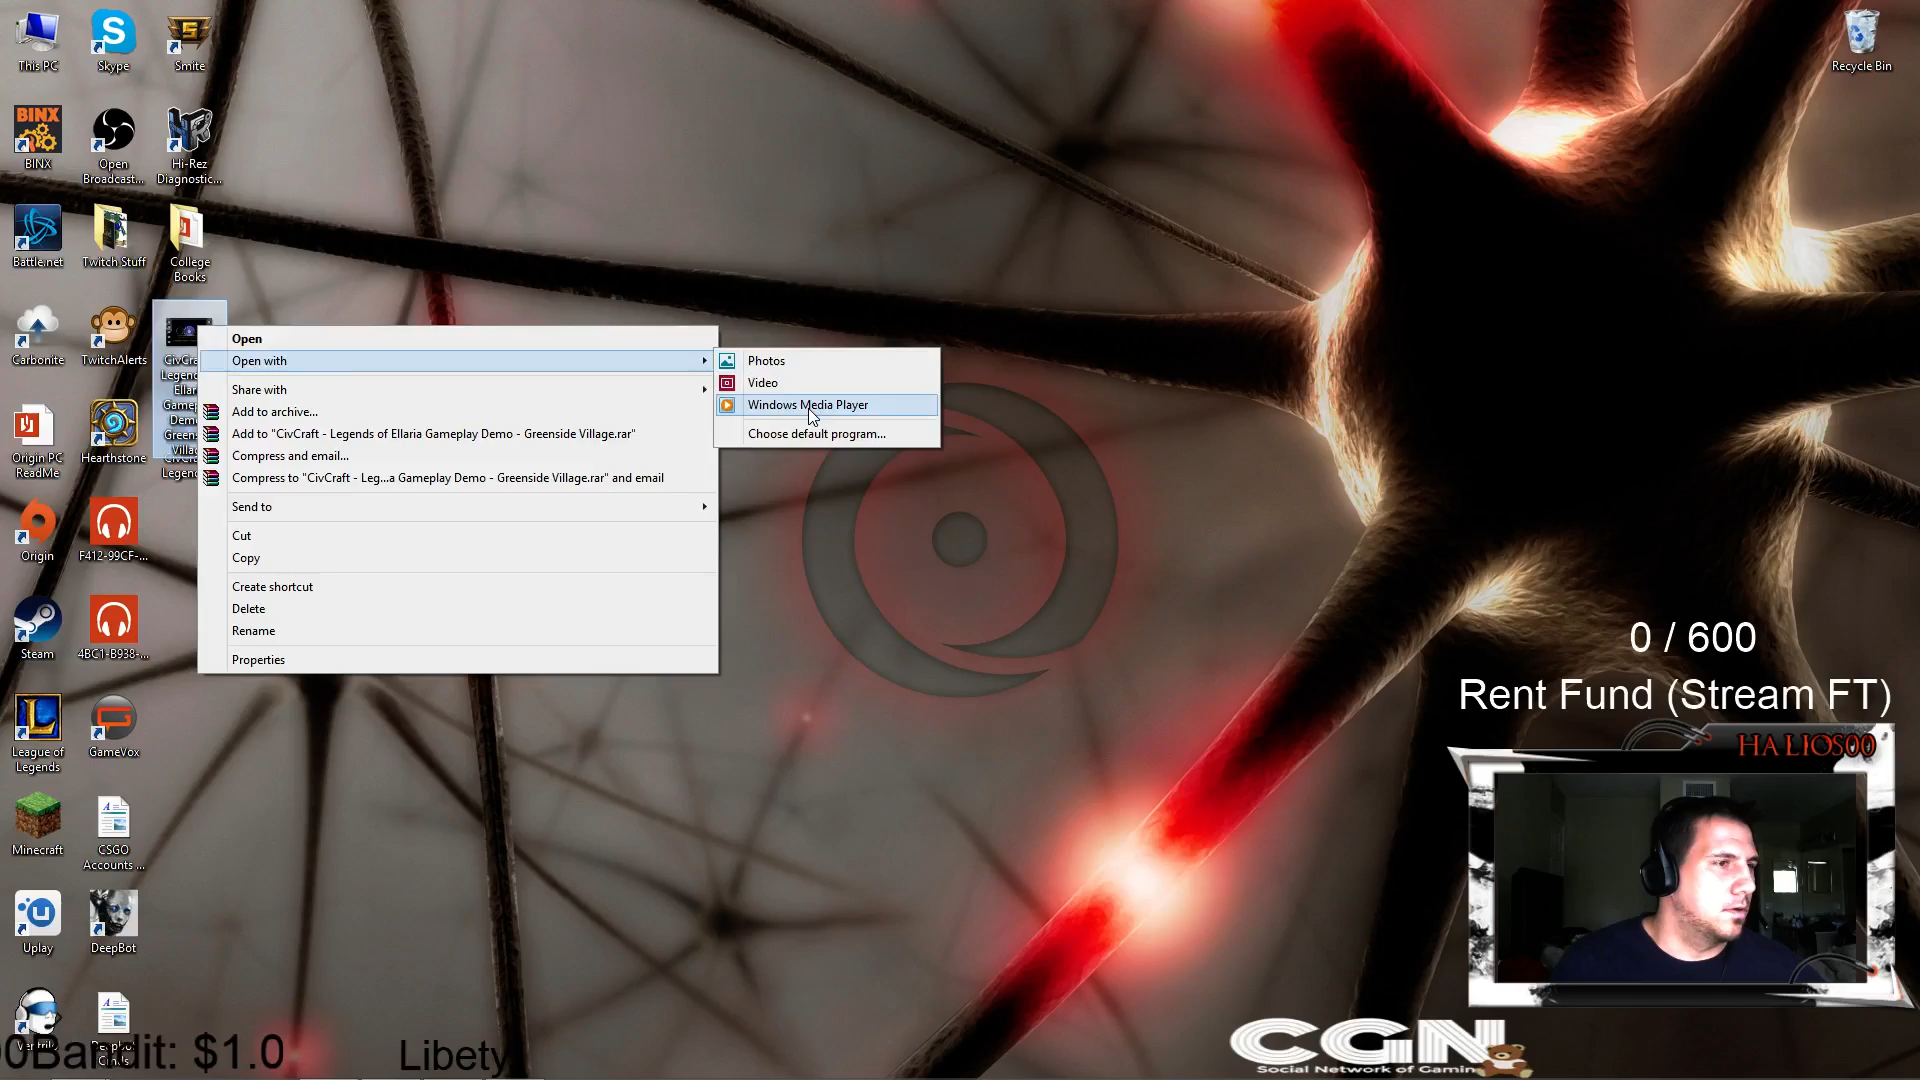 This PC
Skype
Smite
Recycle Bin
BINX
BINX
Open
Broadcast...
Hi-Rez
Diagnostic...
Battle.net
Twitch Stuff
College
Books
Carbonite
TwitchAlerts
Origin PC
ReadMe
Hearthstone
Origin
F412-99CF-...
Steam
4BC1-B938-...
League of
Legends
GameVox
Minecraft
CSGO
Accounts ...
Uplay
DeepBot
Open
Open with
Share with
Add to archive...
Add to "CivCraft - Legends of Ellaria Gameplay Demo - Greenside Village.rar"
Compress and email...
Compress to "CivCraft - Leg...a Gameplay Demo - Greenside Village.rar" and email
Send to
Cut
Copy
Create shortcut
Delete
Rename
Properties
Photos
Video
Windows Media Player
Choose default program...
0 / 600
Rent Fund (Stream FT)
HALIOS00
00Bandit: $1.0
Libety
CGN
Social Network of Gamin